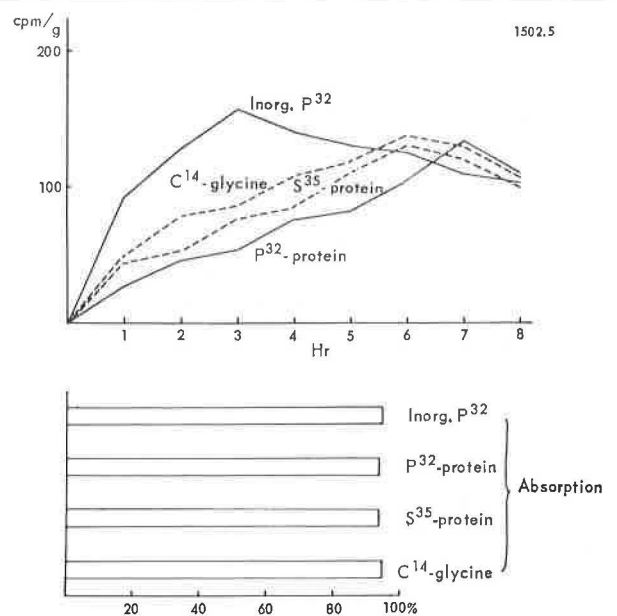 cpm/g
1502.5
200
Inorg. P32
C14-glycine S35-protein
100
P32-protein
1 2 3 4 5 6 7 8
Hr
Inorg. P32
P32-protein
Absorption
S35-protein
C14-glycine
20 40 60 80 100%